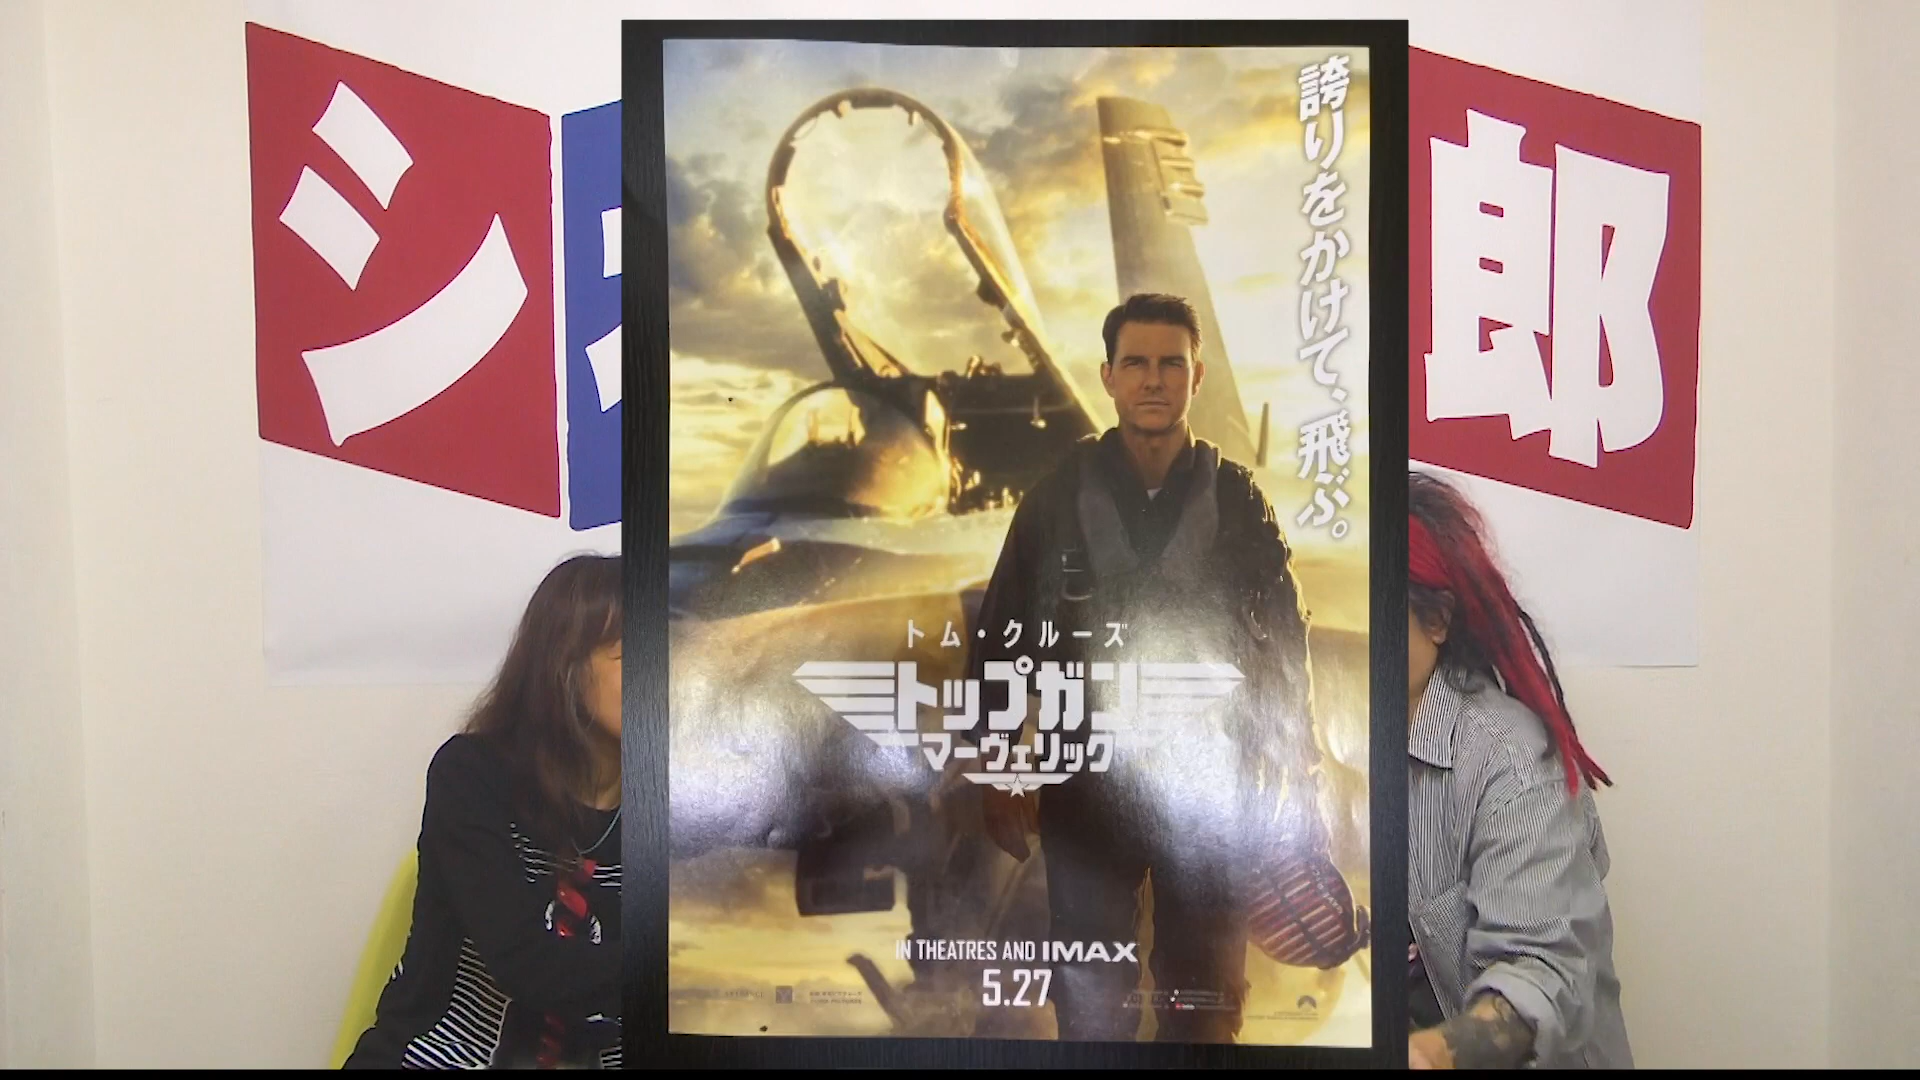 シ
郎
誇りをかけて、飛ぶ。
トム・クルーズ
トップガン
マーヴェリック
IN THEATRES AND IMAX
5.27